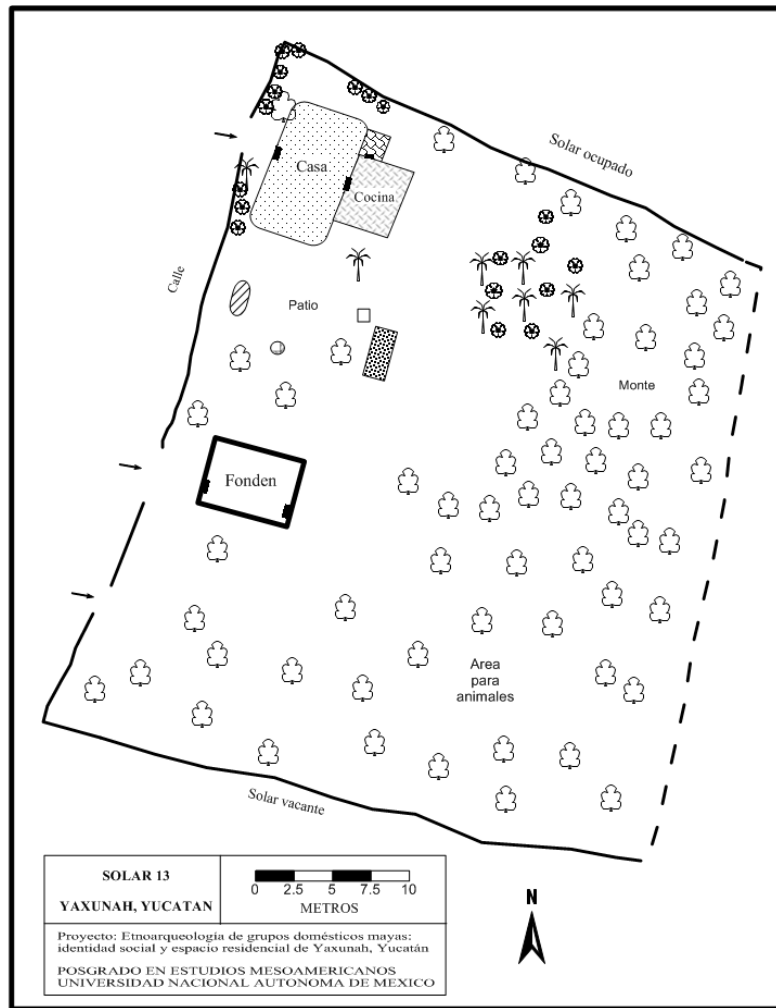 Solar ocupado
Casa
Cocina
Calle
Patio
Monte
Fonden
Area
para
animales
Solar vacante
SOLAR 13
YAXUNAH, YUCATAN
0 2.5 5 7.5 10
METROS
N
Proyecto: Etnoarqueología de grupos domésticos mayas:
identidad social y espacio residencial de Yaxunah, Yucatán
POSGRADO EN ESTUDIOS MESOAMERICANOS
UNIVERSIDAD NACIONAL AUTONOMA DE MEXICO